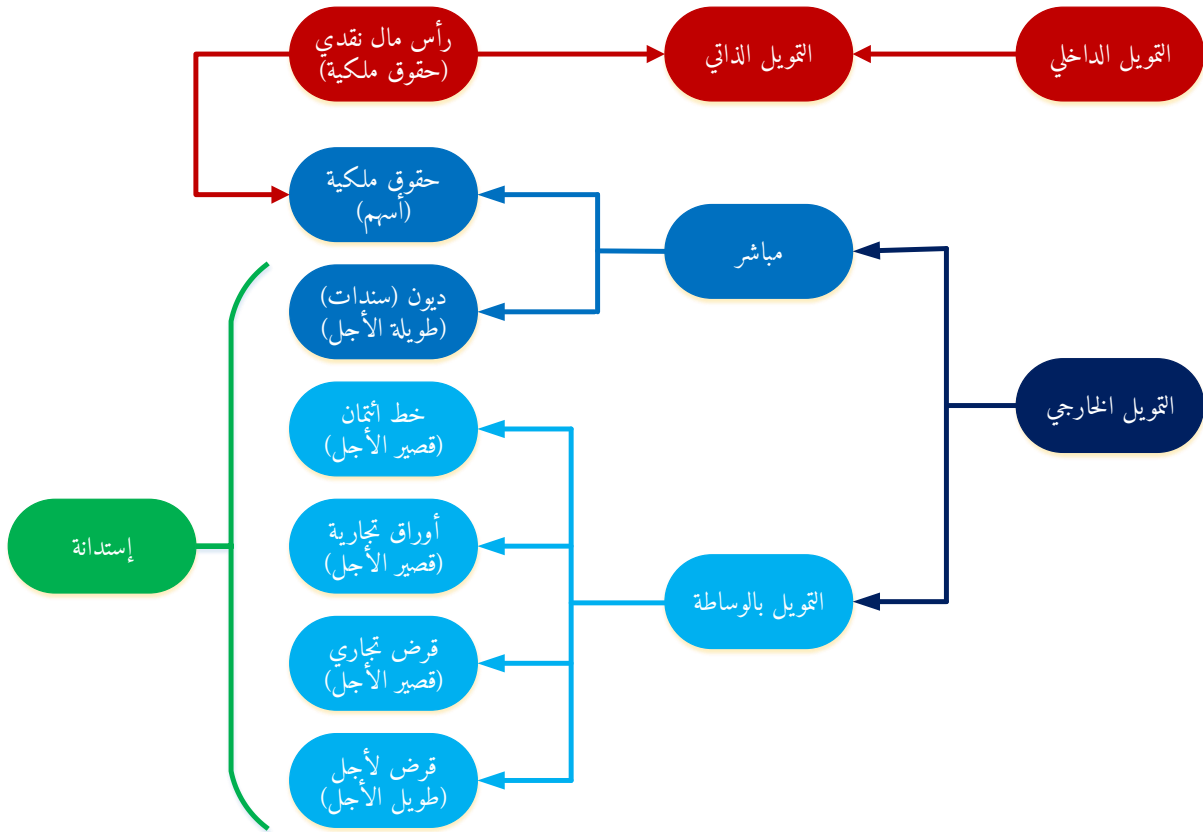 التمويل الداخلي
التمويل الذاتي
رأس مال نقدي
(حقوق ملكية)
التمويل الخارجي
مباشر
حقوق ملكية
(أسهم)
ديون (سندات)
(طويلة الأجل)
التمويل بالوساطة
خط ائتمان
(قصير الأجل)
أوراق تجارية
(قصير الأجل)
قرض تجاري
(قصير الأجل)
قرض لأجل
(طويل الأجل)
إستدانة